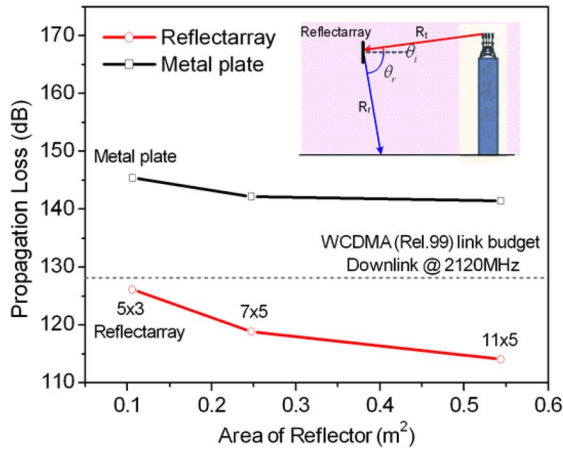 170
160
150
140
130
120
110
Propagation Loss (dB)
Reflectarray
Metal plate
Reflectarray
Rt
θi
θr
Rr
Metal plate
WCDMA (Rel.99) link budget
Downlink @ 2120MHz
5x3
Reflectarray
7x5
11x5
0.1 0.2 0.3 0.4 0.5 0.6
Area of Reflector (m²)